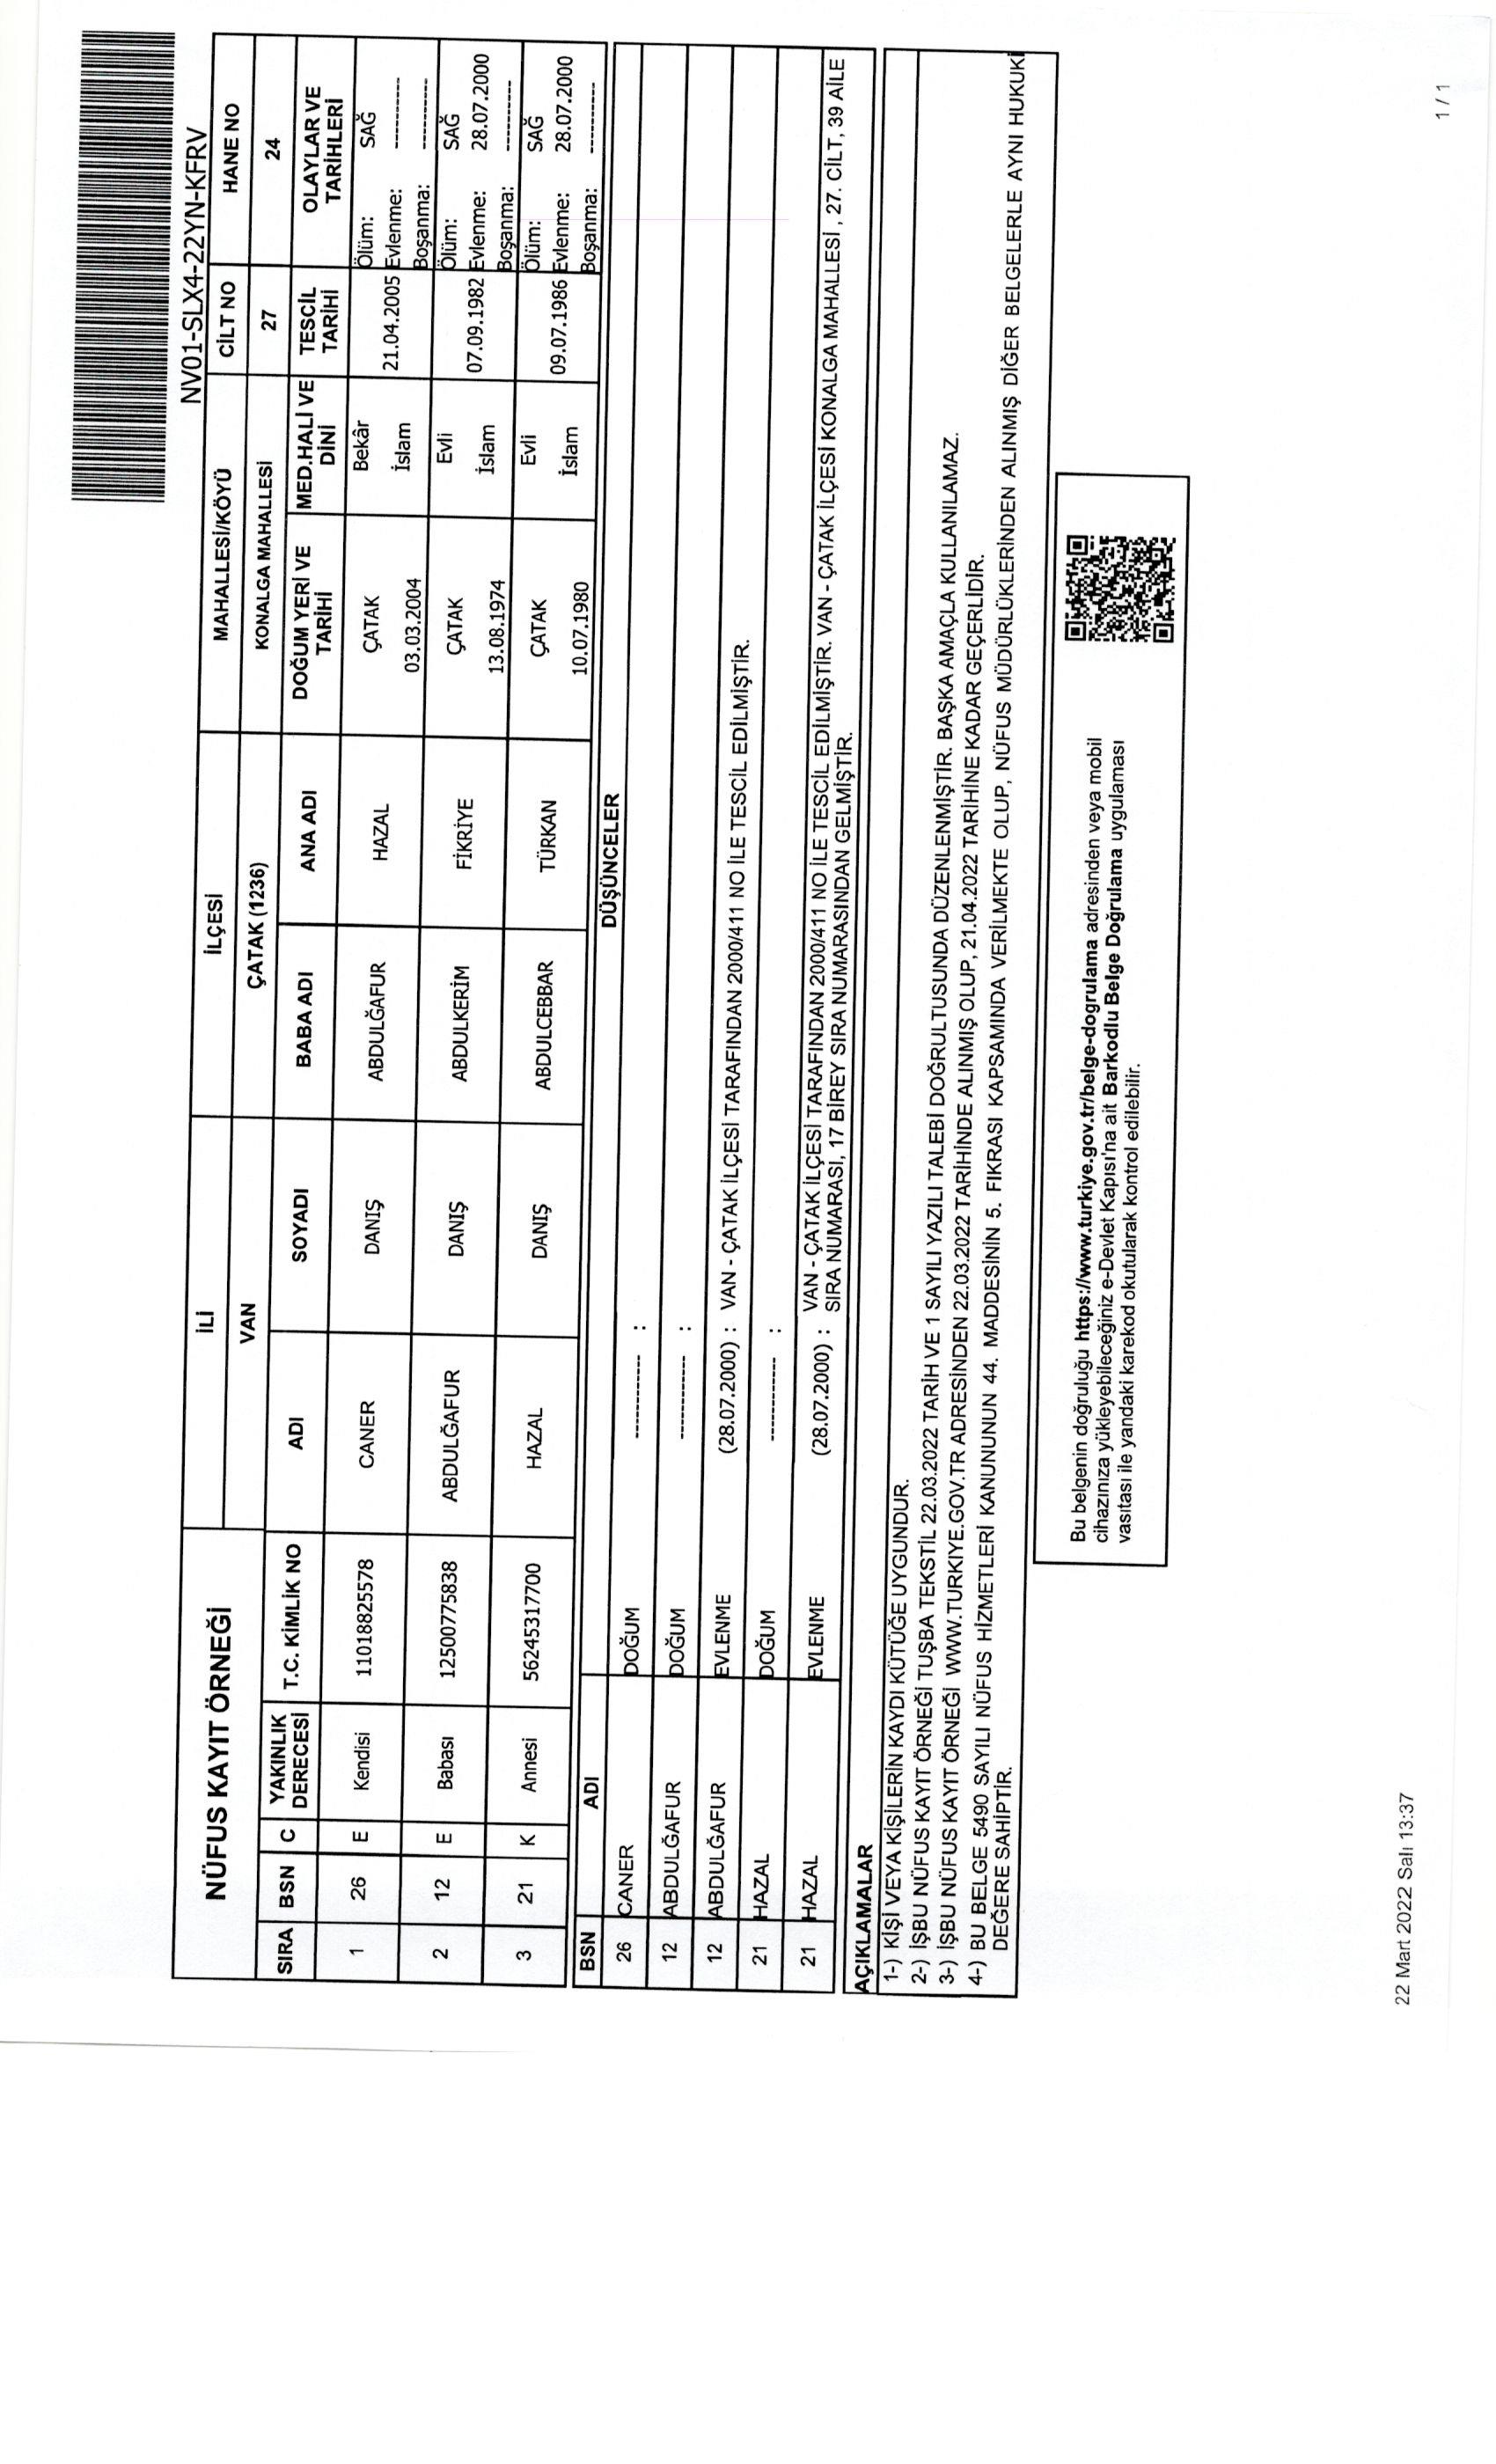 NV01-SLX4-22YN-KFRV
NÜFUS KAYIT ÖRNEĞİ İLİ İLÇESİ MAHALLESİ/KÖYÜ CİLT NO HANE NO
VAN ÇATAK (1236) KONALGA MAHALLESİ 27 24
SIRA BSN C YAKINLIK DERECESİ T.C. KİMLİK NO ADI SOYADI BABA ADI ANA ADI DOĞUM YERİ VE TARİHİ MED.HALİ VE DİNİ TESCİL TARİHİ OLAYLAR VE TARİHLERİ
1 26 E Kendisi 11018825578 CANER DANIŞ ABDULĞAFUR HAZAL ÇATAK 03.03.2004 Bekâr İslam 21.04.2005 Ölüm: SAĞ
Evlenme: ----------
Boşanma: ----------
2 12 E Babası 12500775838 ABDULĞAFUR DANIŞ ABDULKERİM FİKRİYE ÇATAK 13.08.1974 Evli İslam 07.09.1982 Ölüm: SAĞ
Evlenme: 28.07.2000
Boşanma: ----------
3 21 K Annesi 56245317700 HAZAL DANIŞ ABDULCEBBAR TÜRKAN ÇATAK 10.07.1980 Evli İslam 09.07.1986 Ölüm: SAĞ
Evlenme: 28.07.2000
Boşanma: ----------
BSN ADI DÜŞÜNCELER
26 CANER DOĞUM ----------- :
12 ABDULĞAFUR DOĞUM ----------- :
12 ABDULĞAFUR EVLENME (28.07.2000) : VAN - ÇATAK İLÇESİ TARAFINDAN 2000/411 NO İLE TESCİL EDİLMİŞTİR.
21 HAZAL DOĞUM ----------- :
21 HAZAL EVLENME (28.07.2000) : VAN - ÇATAK İLÇESİ TARAFINDAN 2000/411 NO İLE TESCİL EDİLMİŞTİR. VAN - ÇATAK İLÇESİ KONALGA MAHALLESİ , 27. CİLT, 39 AİLE
SIRA NUMARASI, 17 BİREY SIRA NUMARASINDAN GELMİŞTİR.
AÇIKLAMALAR
1-) KİŞİ VEYA KİŞİLERİN KAYDI KÜTÜĞE UYGUNDUR.
2-) İŞBU NÜFUS KAYIT ÖRNEĞİ TUŞBA TEKSTİL 22.03.2022 TARİH VE 1 SAYILI YAZILI TALEBİ DOĞRULTUSUNDA DÜZENLENMİŞTİR. BAŞKA AMAÇLA KULLANILAMAZ.
3-) İŞBU NÜFUS KAYIT ÖRNEĞİ WWW.TURKIYE.GOV.TR ADRESİNDEN 22.03.2022 TARİHİNDE ALINMIŞ OLUP, 21.04.2022 TARİHİNE KADAR GEÇERLİDİR.
4-) BU BELGE 5490 SAYILI NÜFUS HİZMETLERİ KANUNUNUN 44. MADDESİNİN 5. FIKRASI KAPSAMINDA VERİLMEKTE OLUP, NÜFUS MÜDÜRLÜKLERİNDEN ALINMIŞ DİĞER BELGELERLE AYNI HUKUKİ
DEĞERE SAHİPTİR.
Bu belgenin doğruluğu https://www.turkiye.gov.tr/belge-dogrulama adresinden veya mobil
cihazınıza yükleyebileceğiniz e-Devlet Kapısı'na ait Barkodlu Belge Doğrulama uygulaması
vasıtası ile yandaki karekod okutularak kontrol edilebilir.
22 Mart 2022 Salı 13:37
1 / 1